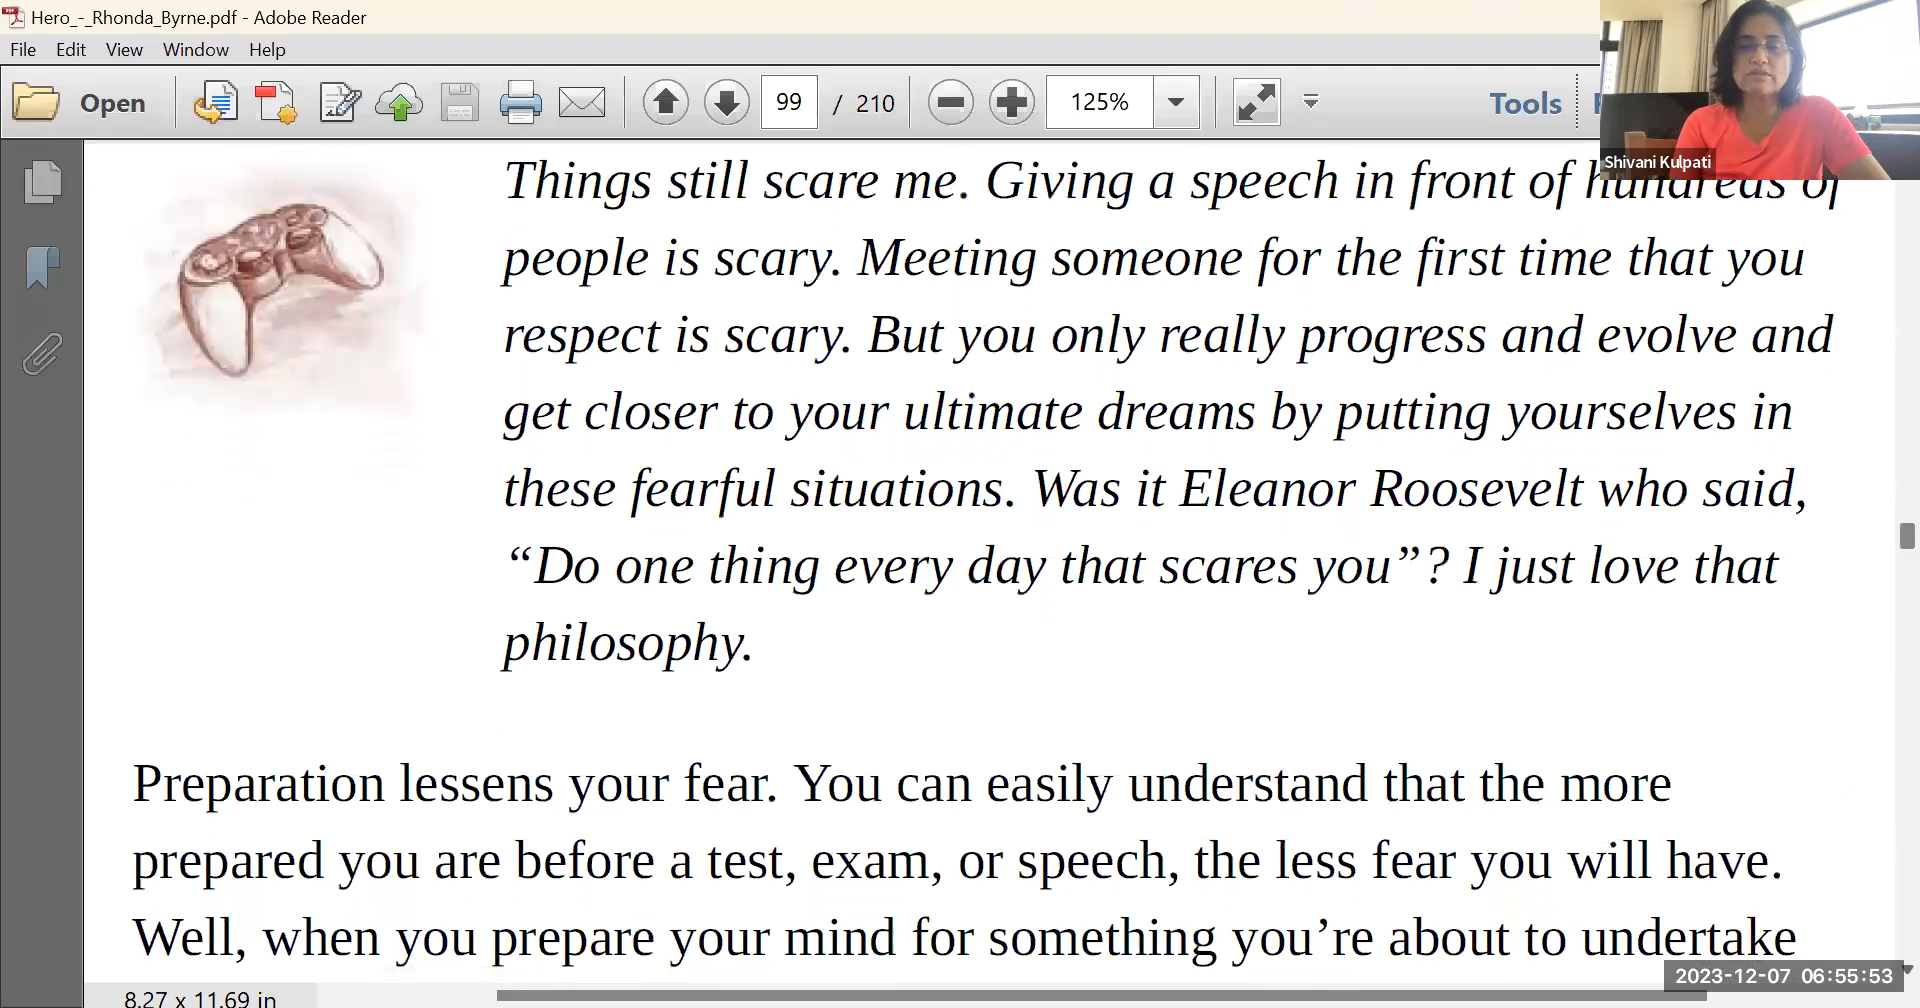 Hero_-_Rhonda_Byrne.pdf - Adobe Reader
File Edit View Window Help
Open 99 / 210 125% Tools
Shivani Kulpati
Things still scare me. Giving a speech in front of hundreds of
people is scary. Meeting someone for the first time that you
respect is scary. But you only really progress and evolve and
get closer to your ultimate dreams by putting yourselves in
these fearful situations. Was it Eleanor Roosevelt who said,
“Do one thing every day that scares you”? I just love that
philosophy.
Preparation lessens your fear. You can easily understand that the more
prepared you are before a test, exam, or speech, the less fear you will have.
Well, when you prepare your mind for something you’re about to undertake
2023-12-07 06:55:53
8.27 x 11.69 in